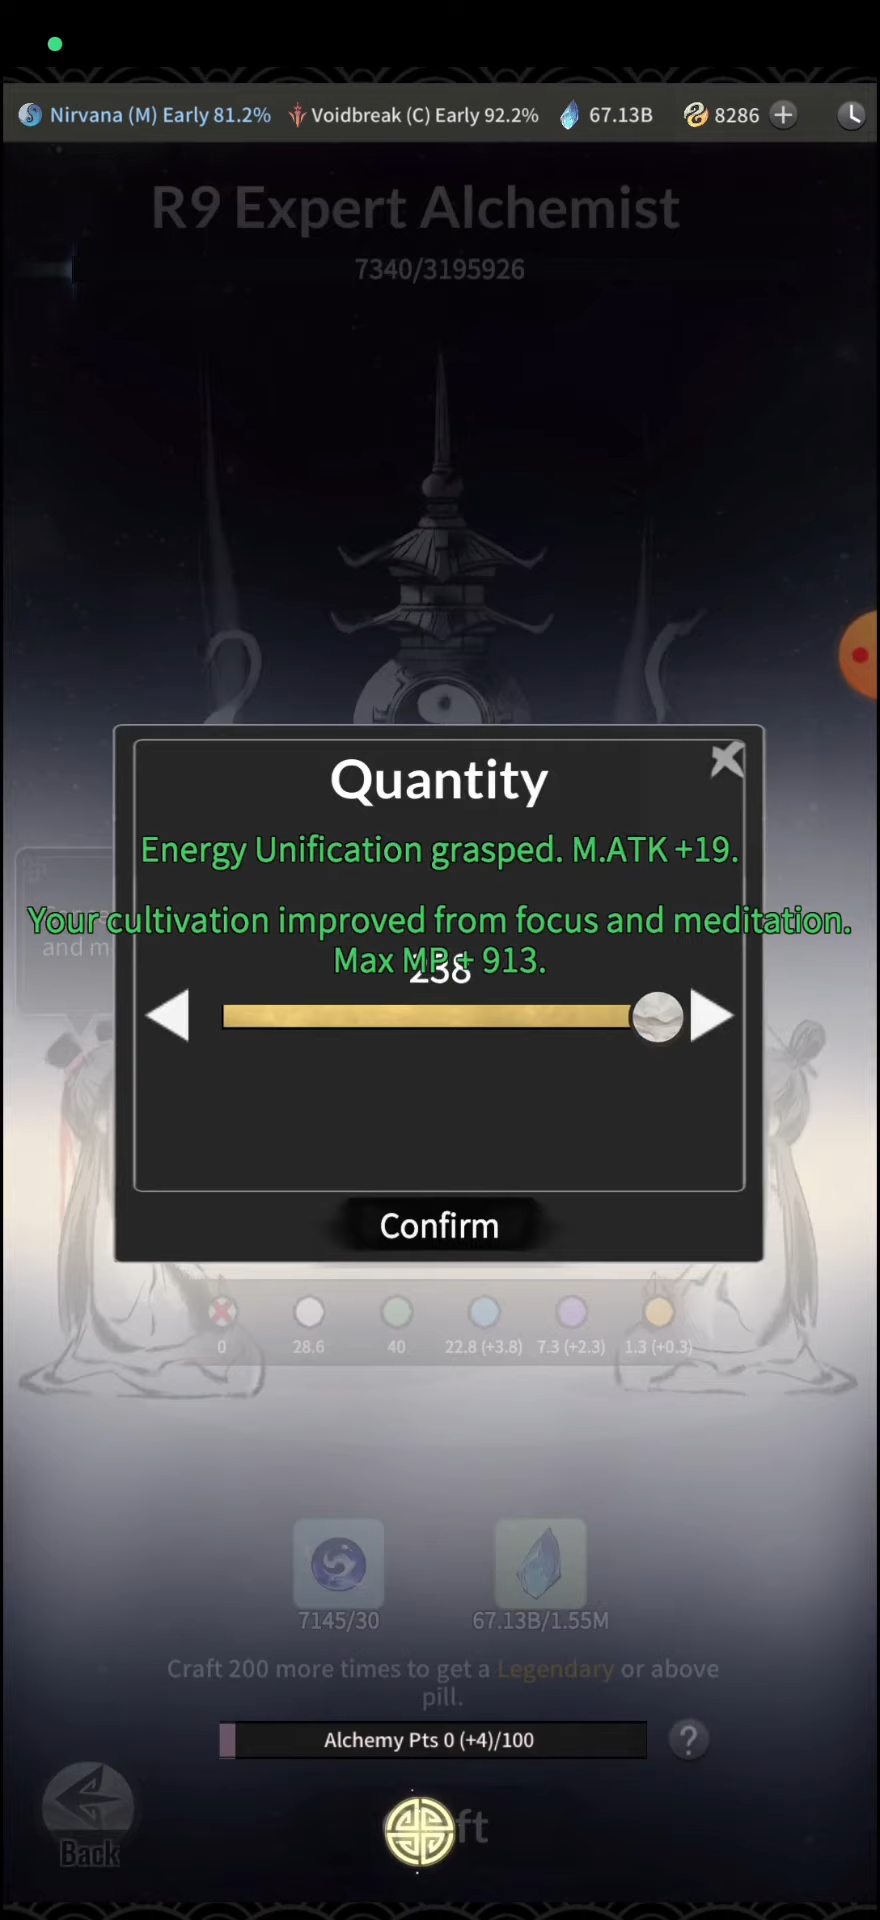 Nirvana (M) Early 81.2% Voidbreak (C) Early 92.2% 67.13B 8286
R9 Expert Alchemist
7340/3195926
Quantity
Energy Unification grasped. M.ATK +19.
Your cultivation improved from focus and meditation.
and m
Max MP + 913.
238
Confirm
0 28.6 40 22.8 (+3.8) 7.3 (+2.3) 1.3 (+0.3)
7145/30 67.13B/1.55M
Craft 200 more times to get a Legendary or above
pill.
Alchemy Pts 0 (+4)/100 ?
ft
Back